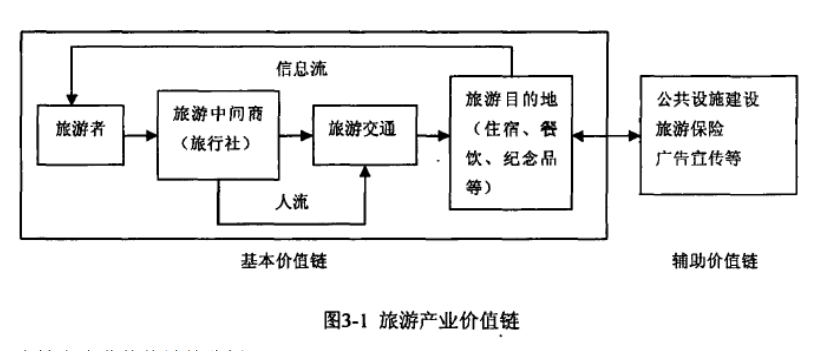 信息流
旅游者
旅游中间商
（旅行社）
旅游交通
旅游目的地
（住宿、餐
饮、纪念品
等）
公共设施建设
旅游保险
广告宣传等
人流
基本价值链
辅助价值链
图3-1 旅游产业价值链